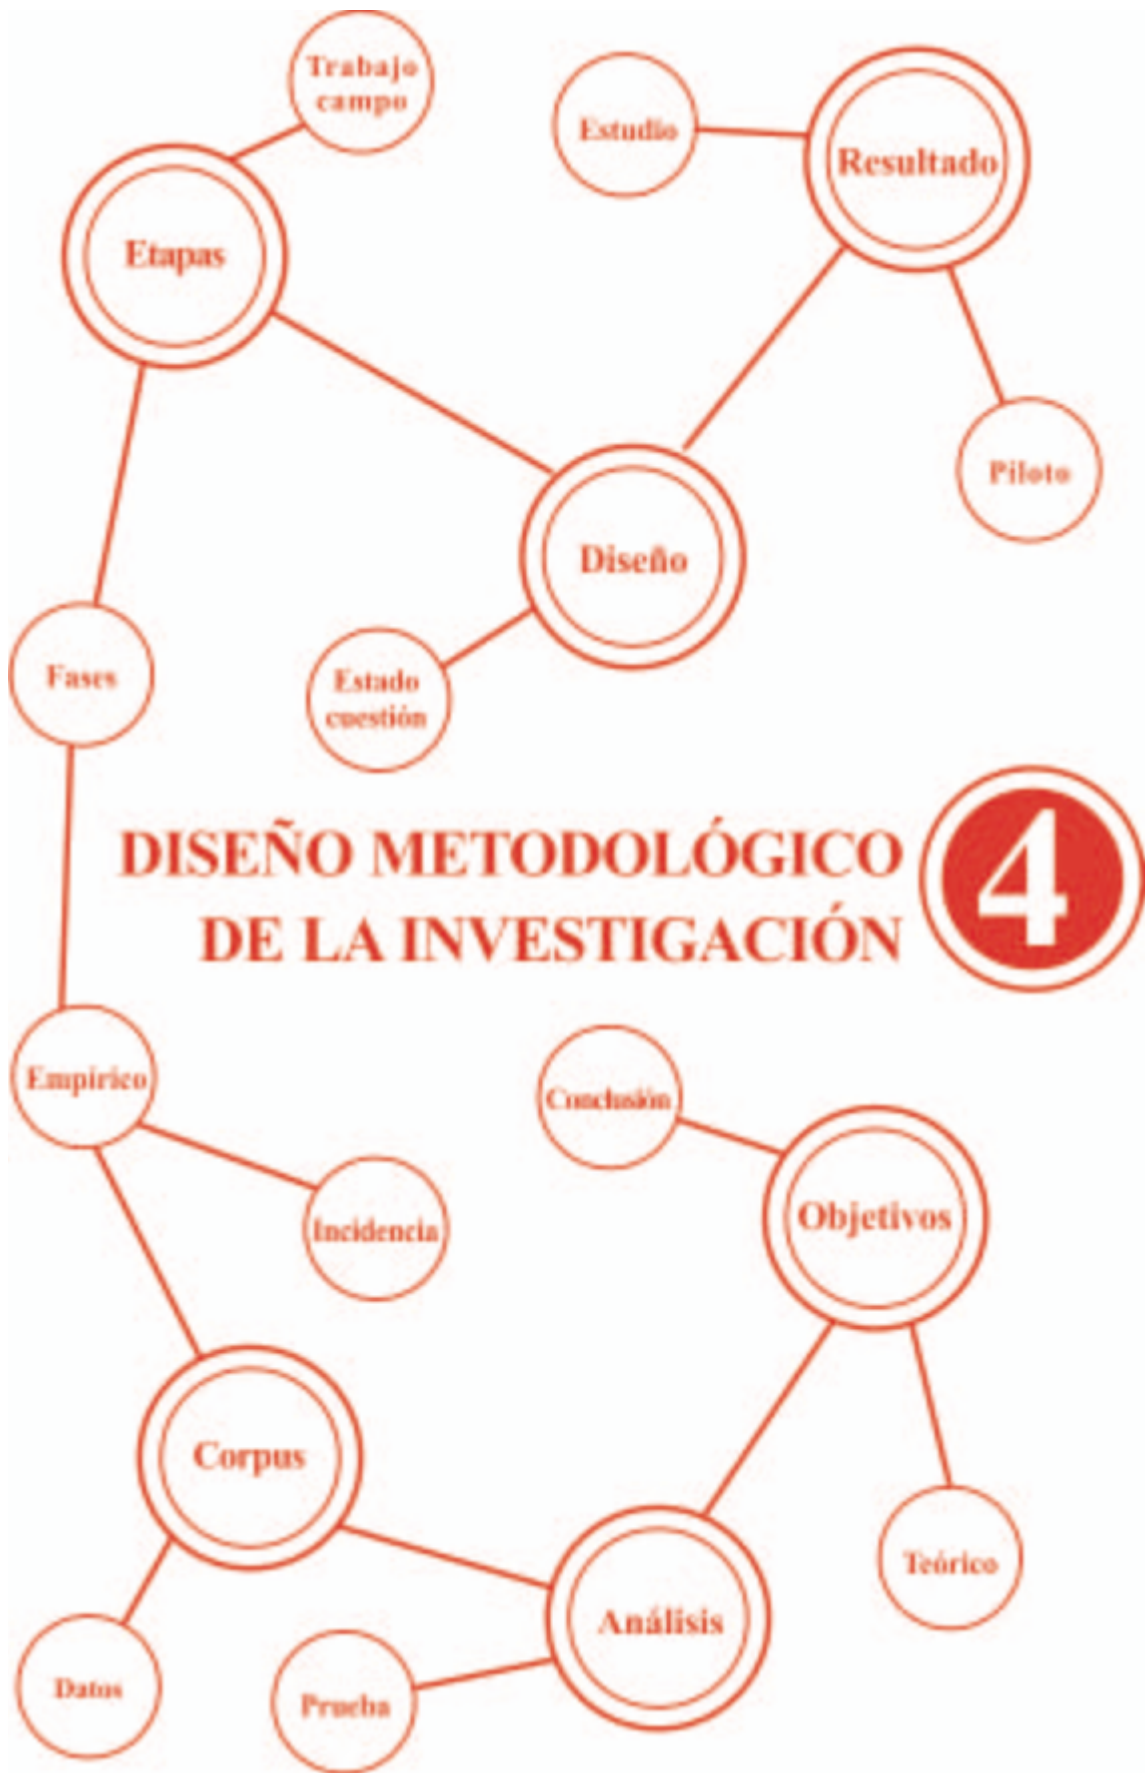 Trabajo
campo
Estudio
Resultado
Etapas
Piloto
Diseño
Fases
Estado
cuestión
DISEÑO METODOLÓGICO
DE LA INVESTIGACIÓN
4
Empírico
Conclusión
Incidencia
Objetivos
Corpus
Teórico
Análisis
Datos
Prueba